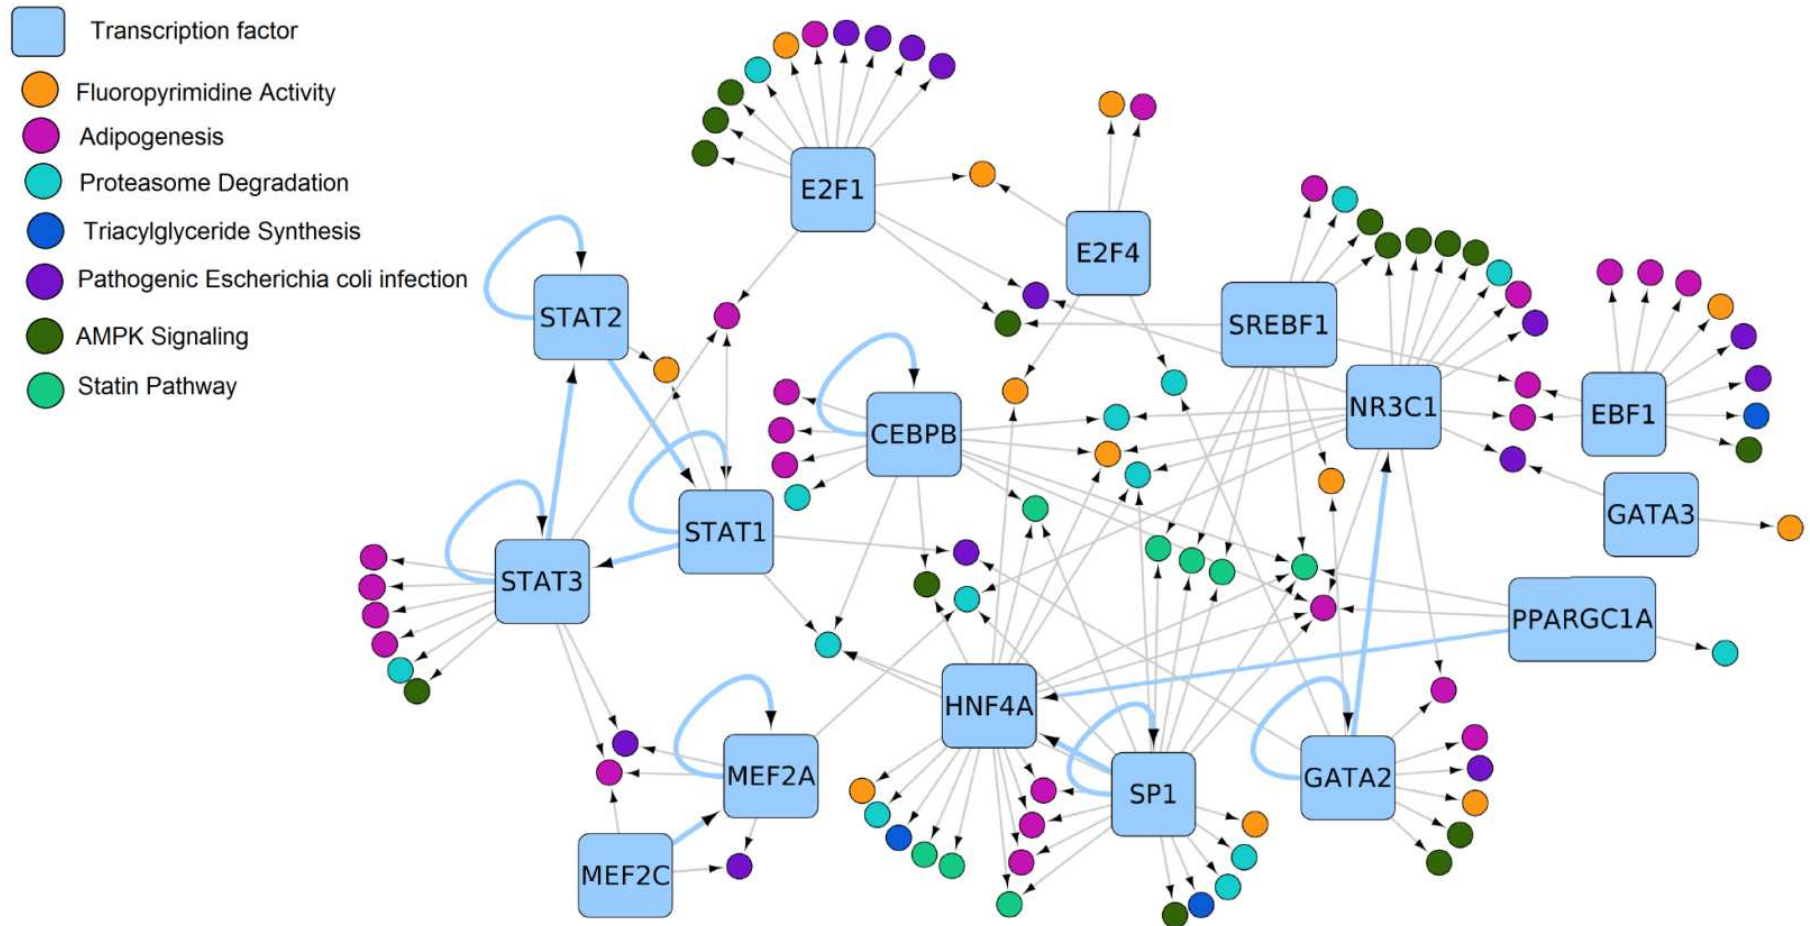 Transcription factor
Fluoropyrimidine Activity
Adipogenesis
Proteasome Degradation
Triacylglyceride Synthesis
Pathogenic Escherichia coli infection
AMPK Signaling
Statin Pathway
E2F1
E2F4
STAT2
SREBF1
NR3C1
EBF1
CEBPB
GATA3
STAT1
STAT3
PPARGC1A
HNF4A
MEF2A
SP1
GATA2
MEF2C